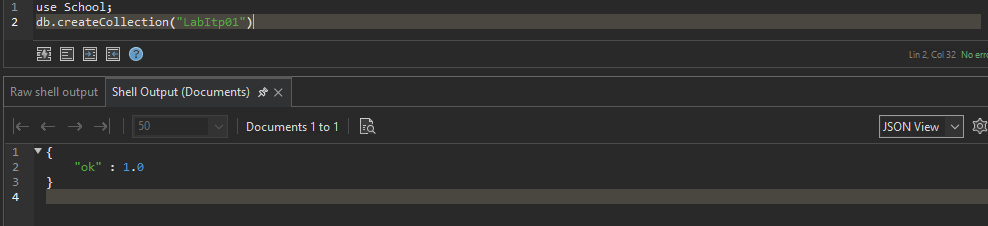 1 use School;
2 db.createCollection("LabItp01")
Lin 2, Col 32 No erro
Raw shell output Shell Output (Documents)
50 Documents 1 to 1 JSON View
1 {
2 "ok" : 1.0
3 }
4